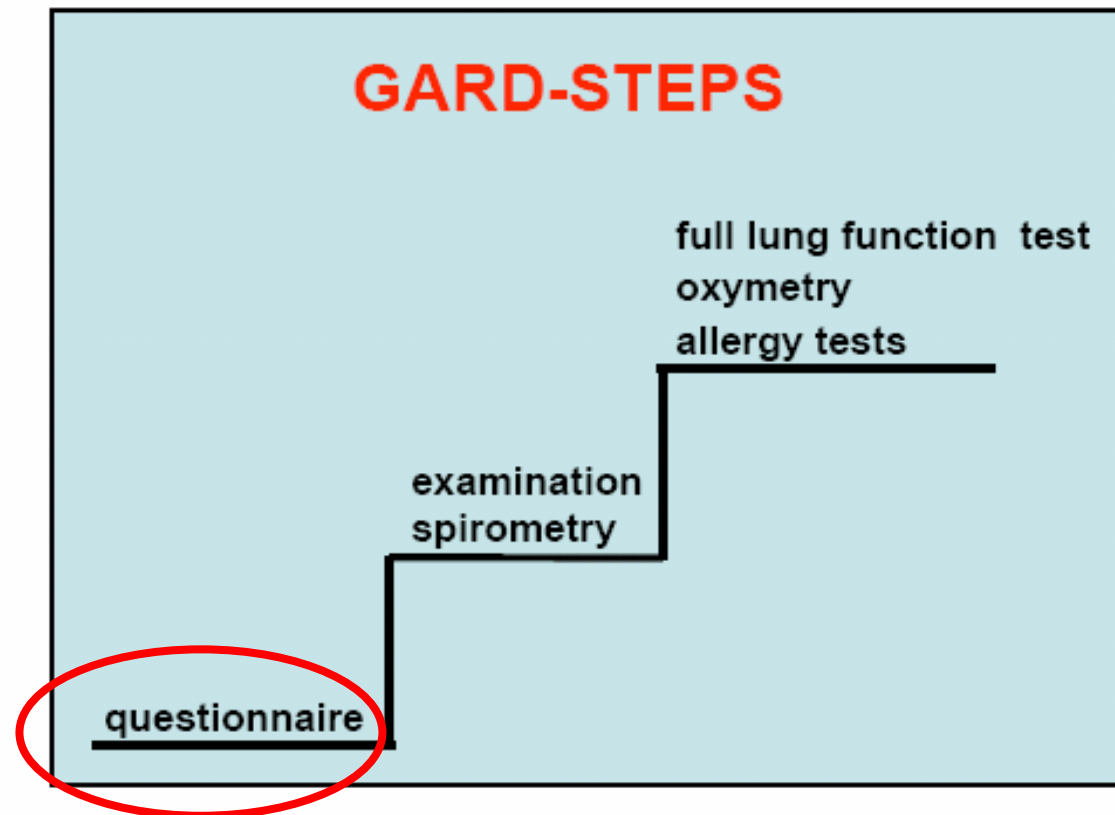 GARD-STEPS
full lung function test
oxymetry
allergy tests
examination
spirometry
questionnaire